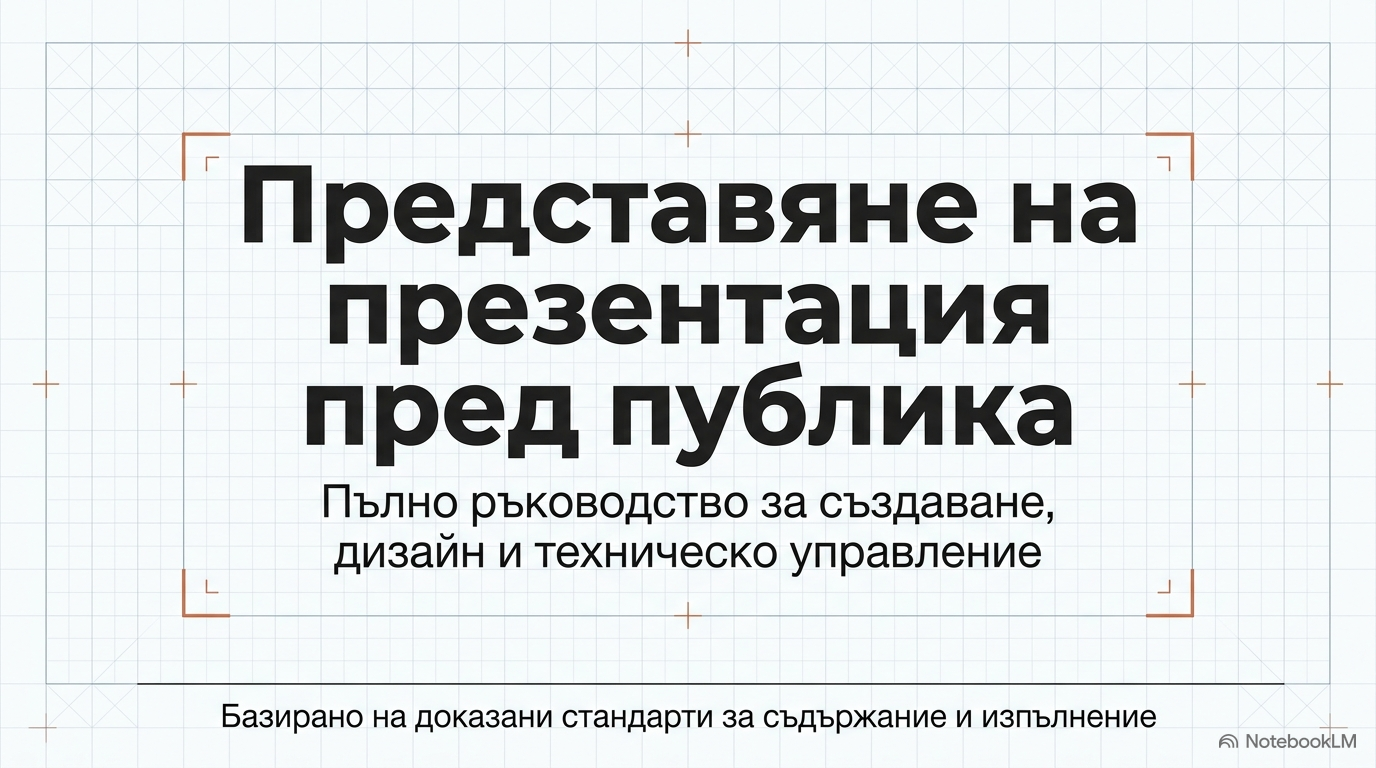 Представяне на
презентация
пред публика
Пълно ръководство за създаване,
дизайн и техническо управление
Базирано на доказани стандарти за съдържание и изпълнение
NotebookLM